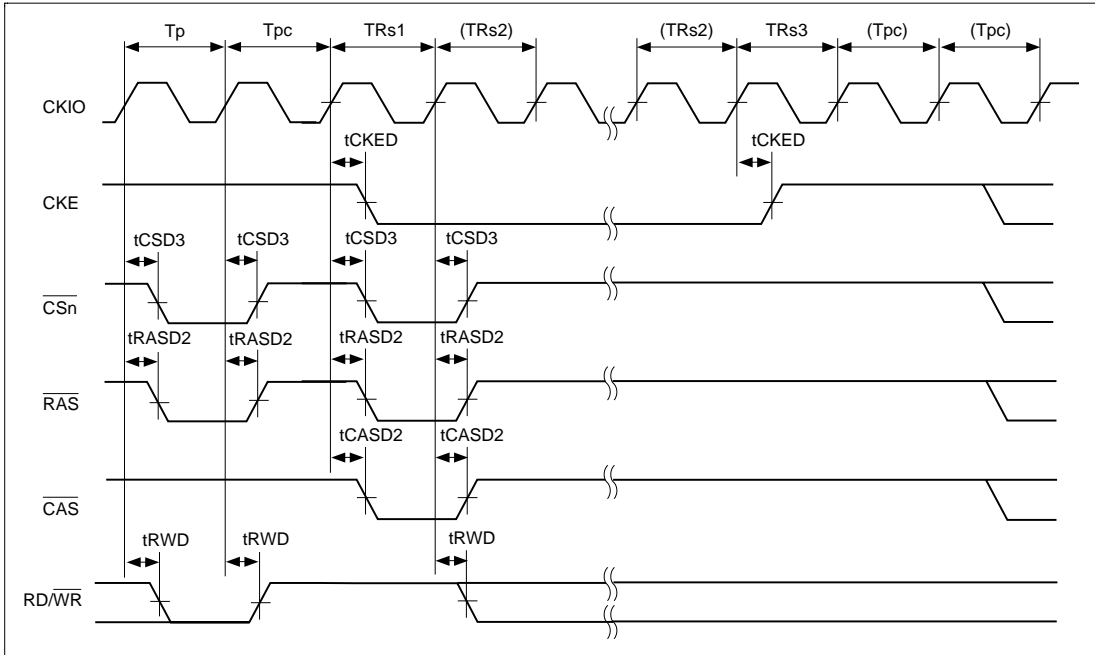 Tp Tpc TRs1 (TRs2) (TRs2) TRs3 (Tpc) (Tpc)
CKIO
tCKED tCKED
CKE
tCSD3 tCSD3 tCSD3 tCSD3
CSn
tRASD2 tRASD2 tRASD2 tRASD2
RAS
tCASD2 tCASD2
CAS
tRWD tRWD tRWD
RD/WR